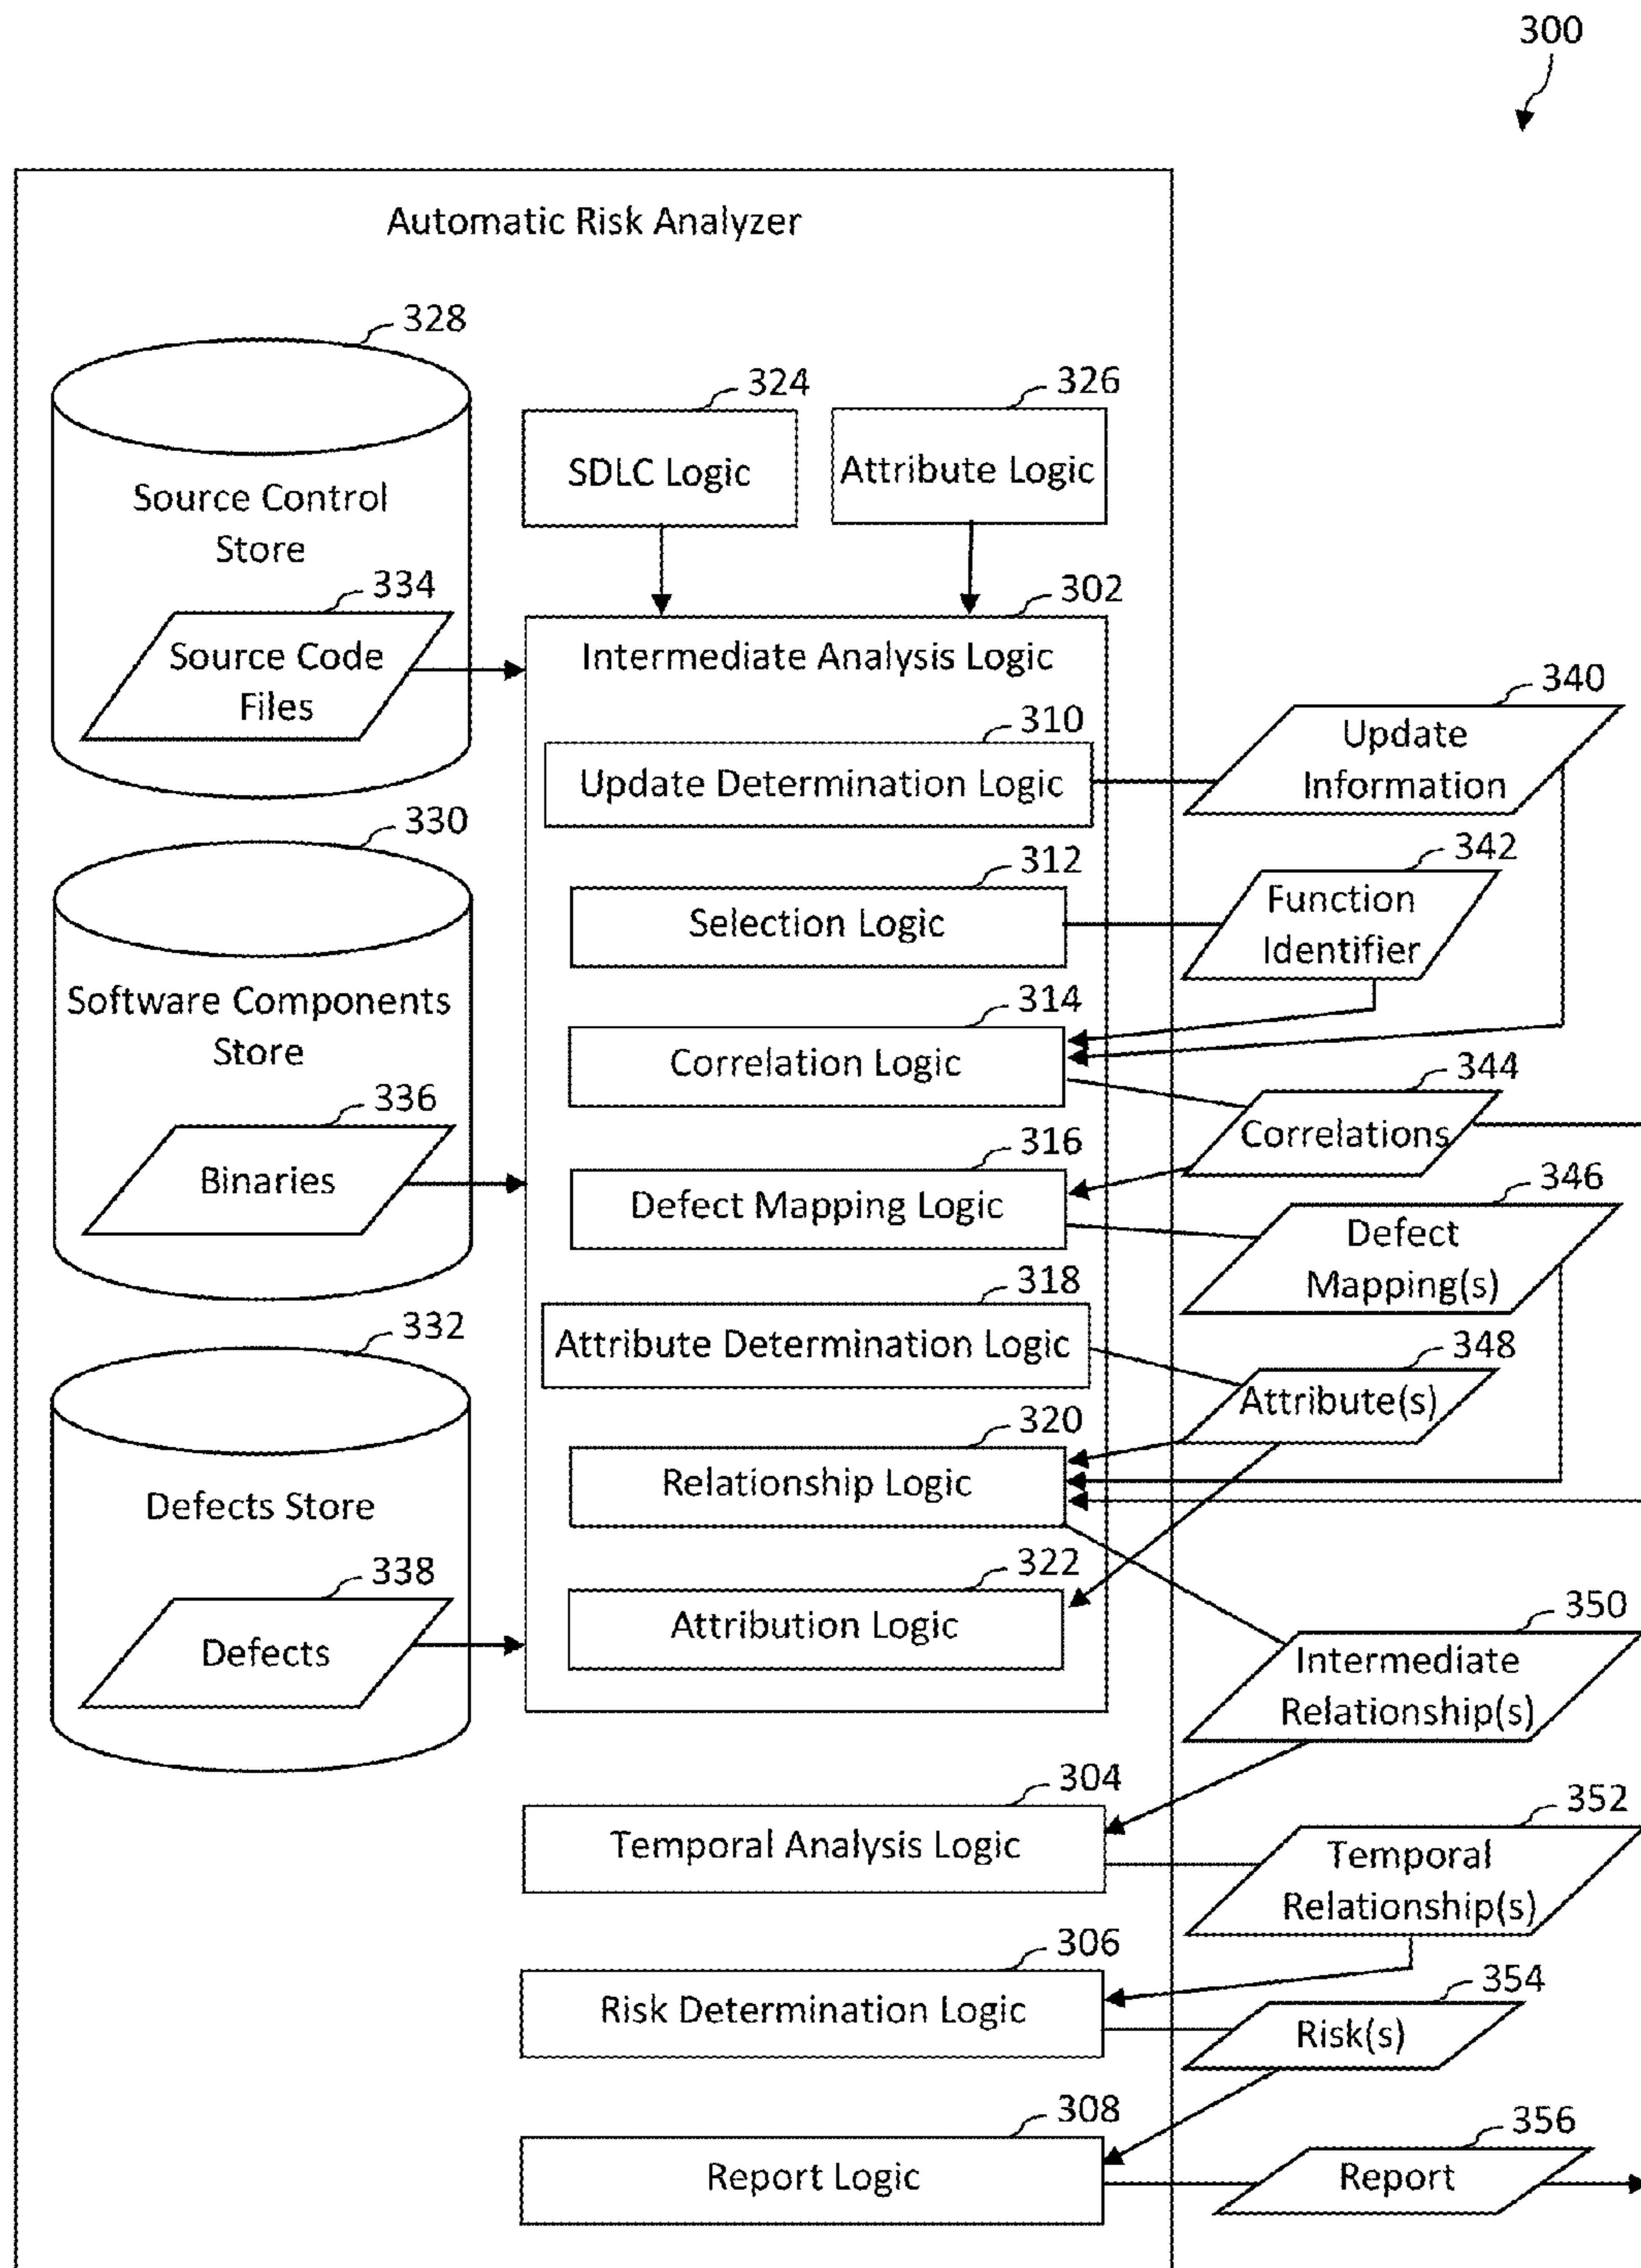 300
Automatic Risk Analyzer
328
324
326
Source Control
Store
SDLC Logic
Attribute Logic
334
Source Code
Files
302
Intermediate Analysis Logic
310
Update Determination Logic
340
Update
Information
330
Software Components
Store
312
Selection Logic
342
Function
Identifier
314
Correlation Logic
344
Correlations
336
Binaries
316
Defect Mapping Logic
346
Defect
Mapping(s)
332
Defects Store
318
Attribute Determination Logic
348
Attribute(s)
320
Relationship Logic
338
Defects
322
Attribution Logic
350
Intermediate
Relationship(s)
304
Temporal Analysis Logic
352
Temporal
Relationship(s)
306
Risk Determination Logic
354
Risk(s)
308
Report Logic
356
Report